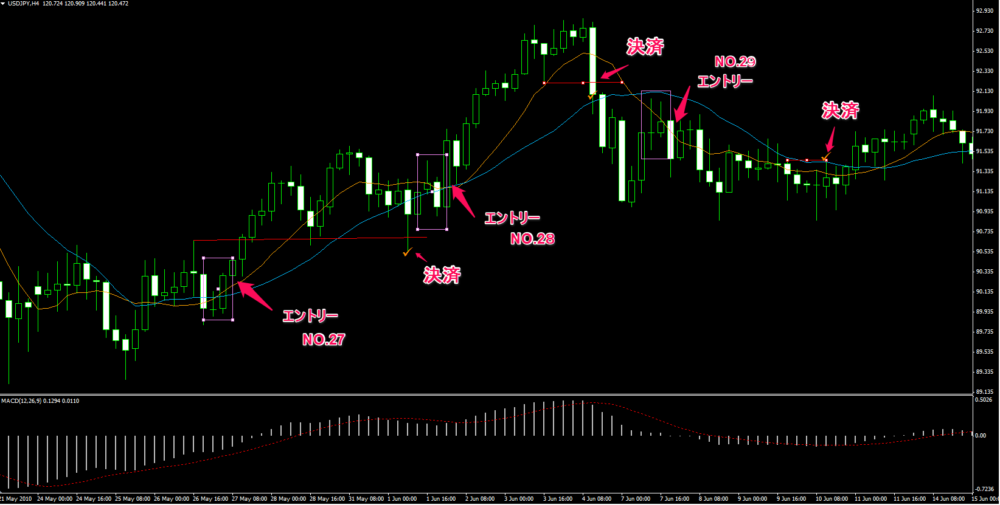 USDJPY,H4 120.724 120.909 120.441 120.472
92.930
92.730
92.530
92.330
92.130
91.930
91.730
91.535
91.335
91.135
90.935
90.735
90.535
90.335
90.135
89.935
89.735
89.535
89.335
89.135
決済
NO.29
エントリー
決済
エントリー
NO.28
決済
エントリー
NO.27
MACD(12,26,9) 0.1294 0.0110
0.5026
0.00
-0.7236
21 May 2010
24 May 00:00
24 May 16:00
25 May 08:00
26 May 00:00
26 May 16:00
27 May 08:00
28 May 00:00
28 May 16:00
31 May 08:00
1 Jun 00:00
1 Jun 16:00
2 Jun 08:00
3 Jun 00:00
3 Jun 16:00
4 Jun 08:00
7 Jun 00:00
7 Jun 16:00
8 Jun 08:00
9 Jun 00:00
9 Jun 16:00
10 Jun 08:00
11 Jun 00:00
11 Jun 16:00
14 Jun 08:00
15 Jun 00:0